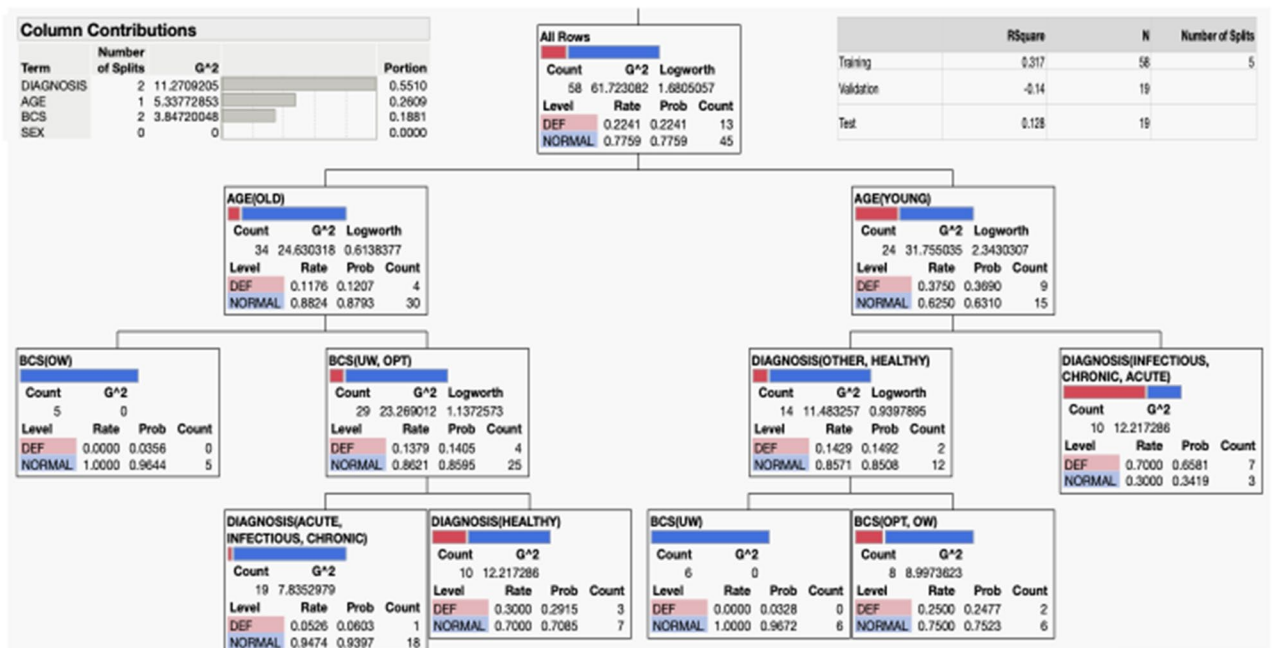 Column Contributions
Term Number of Splits G^2 Portion
DIAGNOSIS 2 11.2709205 0.5510
AGE 1 5.33772853 0.2609
BCS 2 3.84720048 0.1881
SEX 0 0 0.0000
All Rows
Count G^2 Logworth
58 61.723082 1.6805057
Level Rate Prob Count
DEF 0.2241 0.2241 13
NORMAL 0.7759 0.7759 45
RSquare N Number of Splits
Training 0.317 58 5
Validation -0.14 19
Test 0.128 19
AGE(OLD)
Count G^2 Logworth
34 24.630318 0.6138377
Level Rate Prob Count
DEF 0.1176 0.1207 4
NORMAL 0.8824 0.8793 30
AGE(YOUNG)
Count G^2 Logworth
24 31.755035 2.3430307
Level Rate Prob Count
DEF 0.3750 0.3690 9
NORMAL 0.6250 0.6310 15
BCS(OW)
Count G^2
5 0
Level Rate Prob Count
DEF 0.0000 0.0356 0
NORMAL 1.0000 0.9644 5
BCS(UW, OPT)
Count G^2 Logworth
29 23.269012 1.1372573
Level Rate Prob Count
DEF 0.1379 0.1405 4
NORMAL 0.8621 0.8595 25
DIAGNOSIS(OTHER, HEALTHY)
Count G^2 Logworth
14 11.483257 0.9397895
Level Rate Prob Count
DEF 0.1429 0.1492 2
NORMAL 0.8571 0.8508 12
DIAGNOSIS(INFECTIOUS,
CHRONIC, ACUTE)
Count G^2
10 12.217286
Level Rate Prob Count
DEF 0.7000 0.6581 7
NORMAL 0.3000 0.3419 3
DIAGNOSIS(ACUTE,
INFECTIOUS, CHRONIC)
Count G^2
19 7.8352979
Level Rate Prob Count
DEF 0.0526 0.0603 1
NORMAL 0.9474 0.9397 18
DIAGNOSIS(HEALTHY)
Count G^2
10 12.217286
Level Rate Prob Count
DEF 0.3000 0.2915 3
NORMAL 0.7000 0.7085 7
BCS(UW)
Count G^2
6 0
Level Rate Prob Count
DEF 0.0000 0.0328 0
NORMAL 1.0000 0.9672 6
BCS(OPT, OW)
Count G^2
8 8.9973623
Level Rate Prob Count
DEF 0.2500 0.2477 2
NORMAL 0.7500 0.7523 6